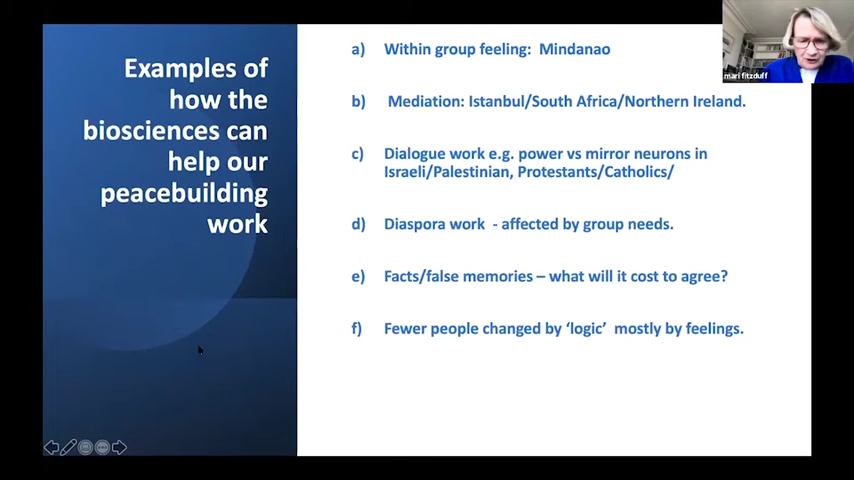 Examples of
how the
biosciences can
help our
peacebuilding
work
a) Within group feeling: Mindanao
b) Mediation: Istanbul/South Africa/Northern Ireland.
c) Dialogue work e.g. power vs mirror neurons in
Israeli/Palestinian, Protestants/Catholics/
d) Diaspora work - affected by group needs.
e) Facts/false memories – what will it cost to agree?
f) Fewer people changed by ‘logic’ mostly by feelings.
mari fitzduff